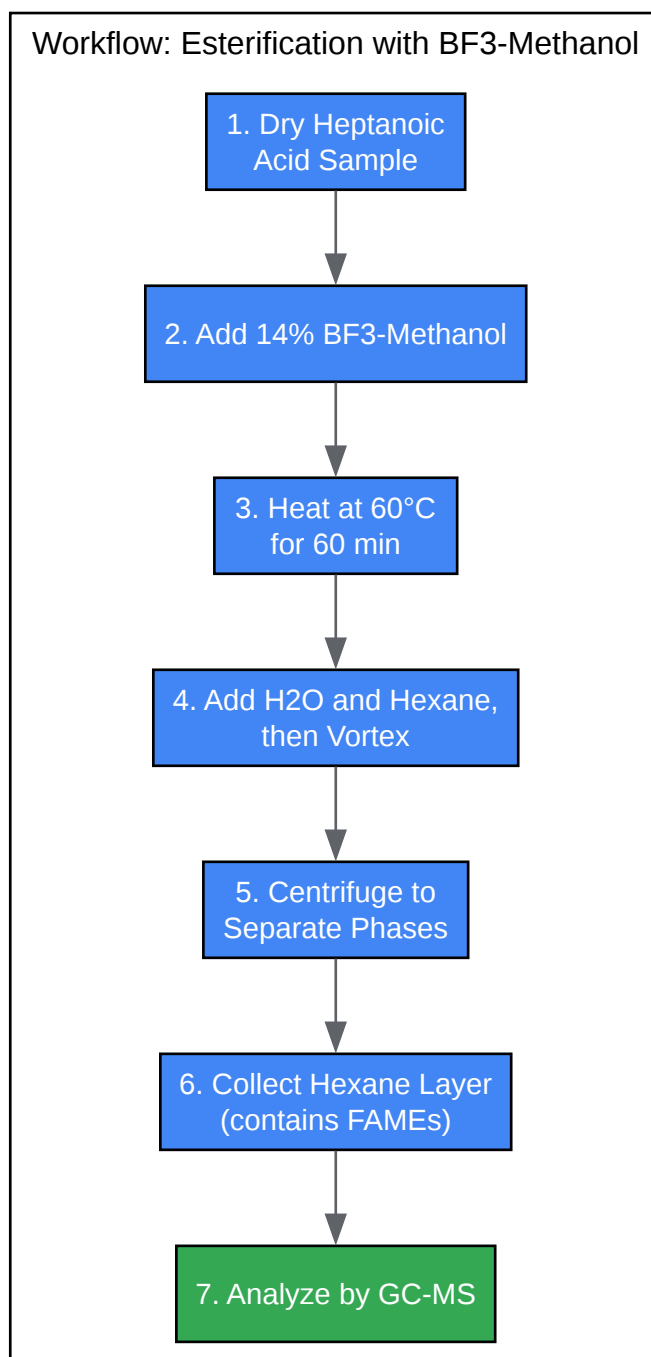 Workflow: Esterification with BF3-Methanol
1. Dry Heptanoic
Acid Sample
2. Add 14% BF3-Methanol
3. Heat at 60°C
for 60 min
4. Add H2O and Hexane,
then Vortex
5. Centrifuge to
Separate Phases
6. Collect Hexane Layer
(contains FAMEs)
7. Analyze by GC-MS